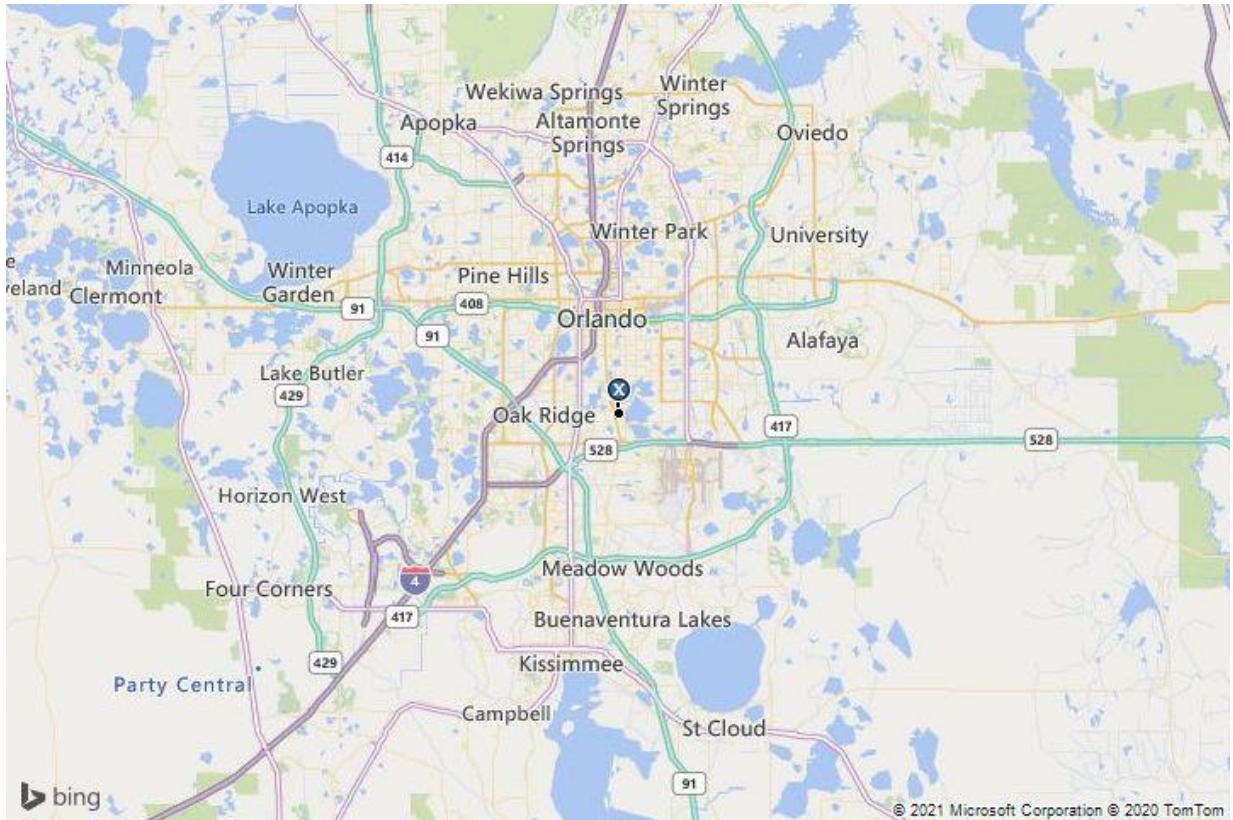 Wekiwa Springs
Winter
Springs
Apopka
Altamonte
Springs
Oviedo
414
Lake Apopka
Winter Park
University
e
Minneola
Winter
Garden
Pine Hills
veland
Clermont
91
408
Orlando
91
Alafaya
Lake Butler
429
X
Oak Ridge
417
528
528
Horizon West
Meadow Woods
4
Four Corners
417
Buenaventura Lakes
429
Kissimmee
Party Central
Campbell
St Cloud
91
bing
© 2021 Microsoft Corporation © 2020 TomTom